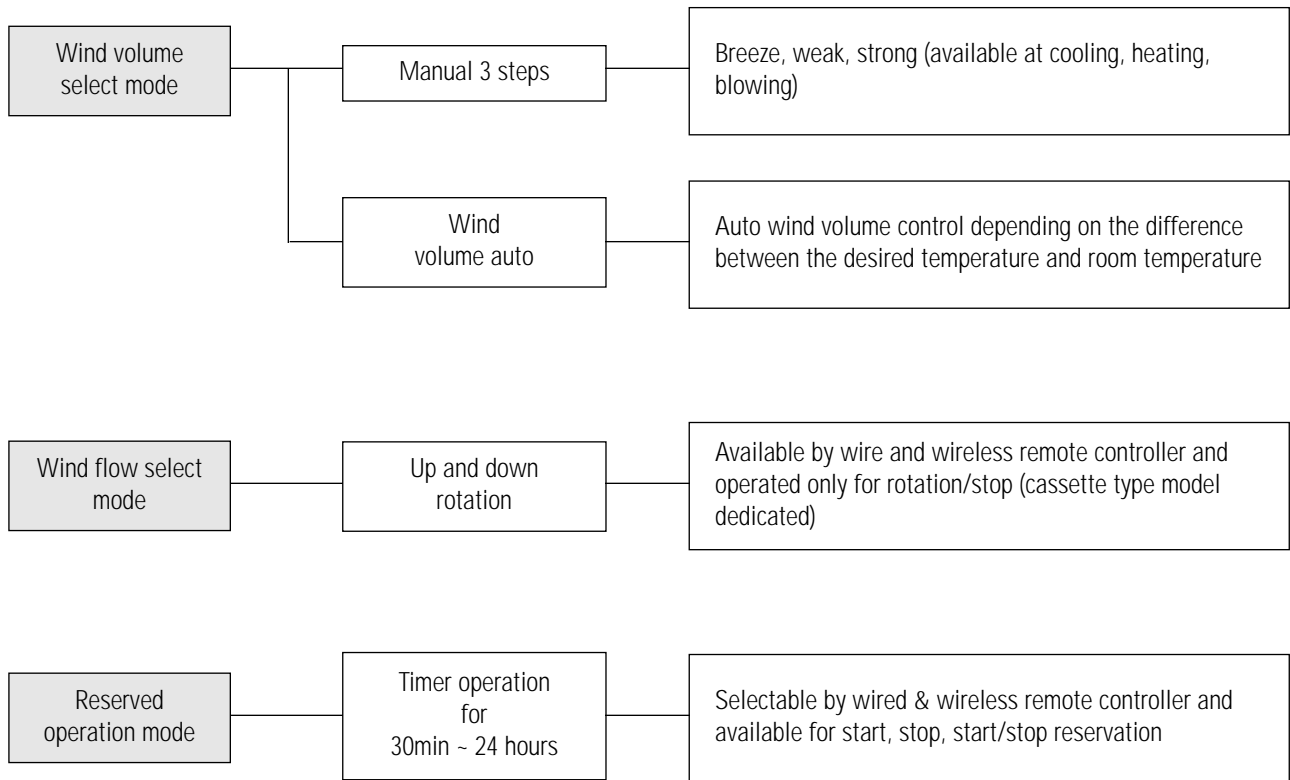 Wind volume
select mode
Manual 3 steps
Breeze, weak, strong (available at cooling, heating,
blowing)
Wind
volume auto
Auto wind volume control depending on the difference
between the desired temperature and room temperature
Wind flow select
mode
Up and down
rotation
Available by wire and wireless remote controller and
operated only for rotation/stop (cassette type model
dedicated)
Reserved
operation mode
Timer operation
for
30min ~ 24 hours
Selectable by wired & wireless remote controller and
available for start, stop, start/stop reservation